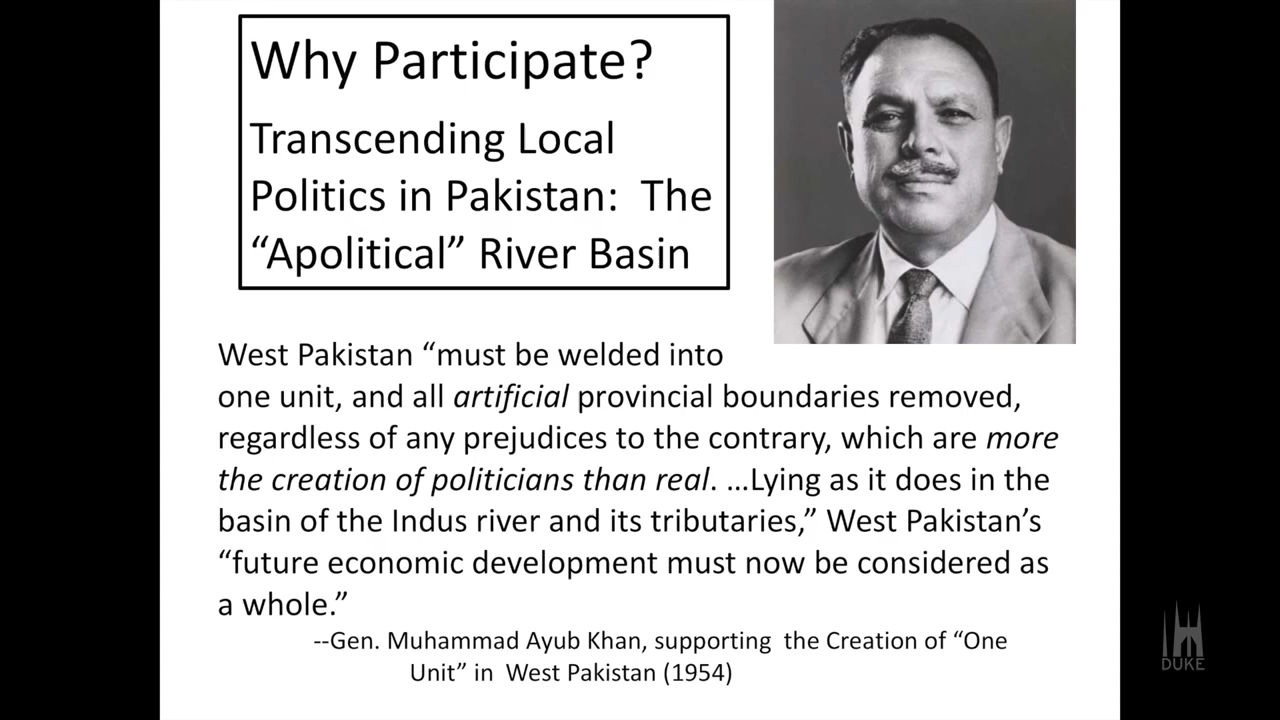 Why Participate?
Transcending Local
Politics in Pakistan:  The
“Apolitical” River Basin
West Pakistan “must be welded into
one unit, and all artificial provincial boundaries removed,
regardless of any prejudices to the contrary, which are more
the creation of politicians than real. …Lying as it does in the
basin of the Indus river and its tributaries,” West Pakistan’s
“future economic development must now be considered as
a whole.”
--Gen. Muhammad Ayub Khan, supporting  the Creation of “One
Unit” in  West Pakistan (1954)
DUKE